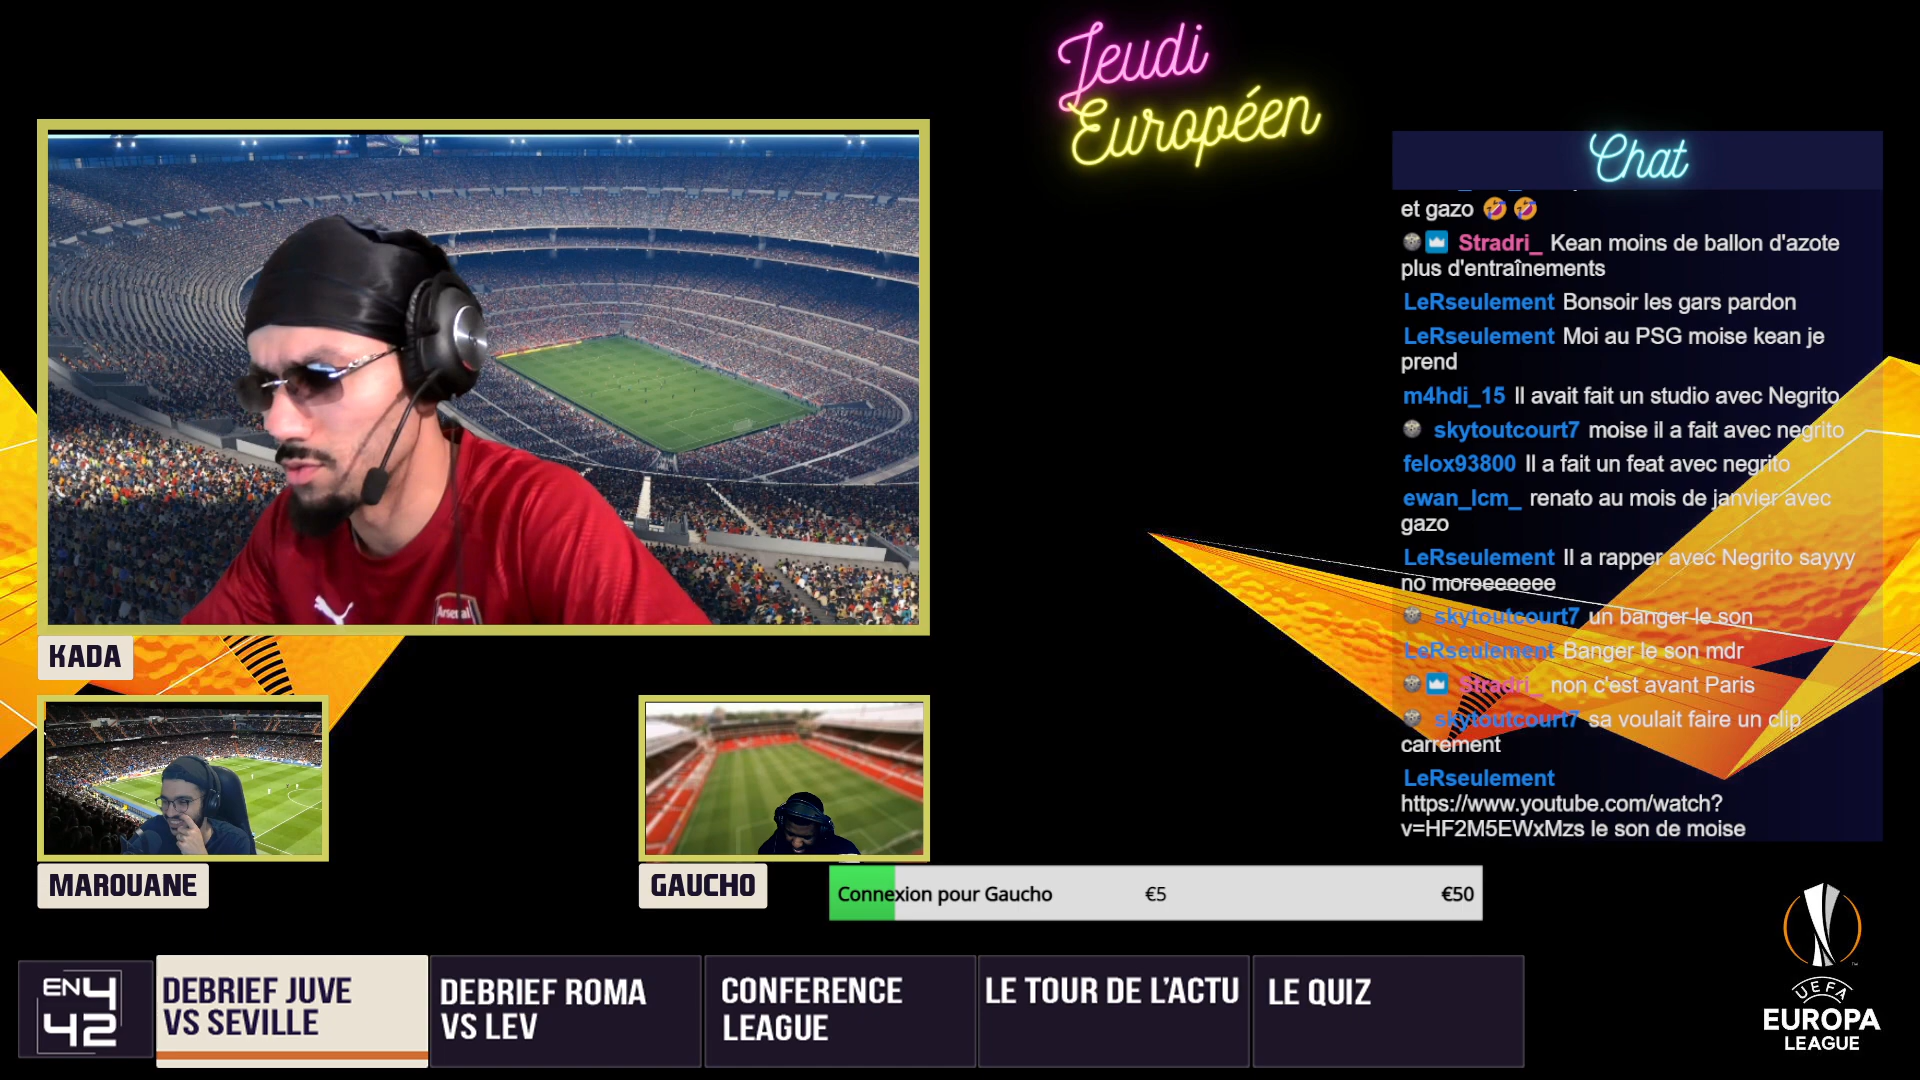 Jeudi
Européen
Chat
et gazo 🤣 🤣
Stradri_ Kean moins de ballon d'azote
plus d'entraînements
LeRseulement Bonsoir les gars pardon
LeRseulement Moi au PSG moise kean je
prend
m4hdi_15 Il avait fait un studio avec Negrito
skytoutcourt7 moise il a fait avec negrito
felox93800 Il a fait un feat avec negrito
ewan_lcm_ renato au mois de janvier avec
gazo
LeRseulement Il a rapper avec Negrito sayyy
no moreeeeeee
skytoutcourt7 un banger le son
LeRseulement Banger le son mdr
Stradri_ non c'est avant Paris
skytoutcourt7 sa voulait faire un clip
carrement
LeRseulement
https://www.youtube.com/watch?
v=HF2M5EWxMzs le son de moise
Arsenal
KADA
MAROUANE
GAUCHO
Connexion pour Gaucho €5 €50
EN 4
42
DEBRIEF JUVE
VS SEVILLE
DEBRIEF ROMA
VS LEV
CONFERENCE
LEAGUE
LE TOUR DE L'ACTU
LE QUIZ
UEFA
EUROPA
LEAGUE